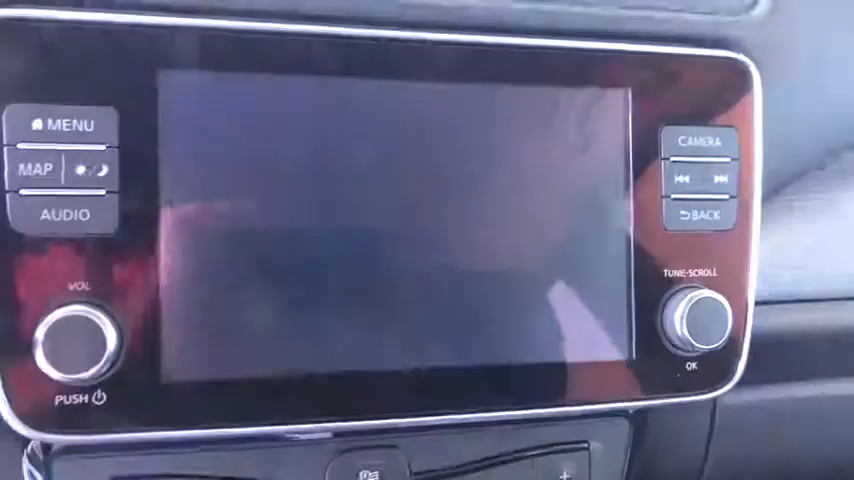 MENU
MAP
AUDIO
VOL
PUSH
CAMERA
BACK
TUNE·SCROLL
OK
P
+